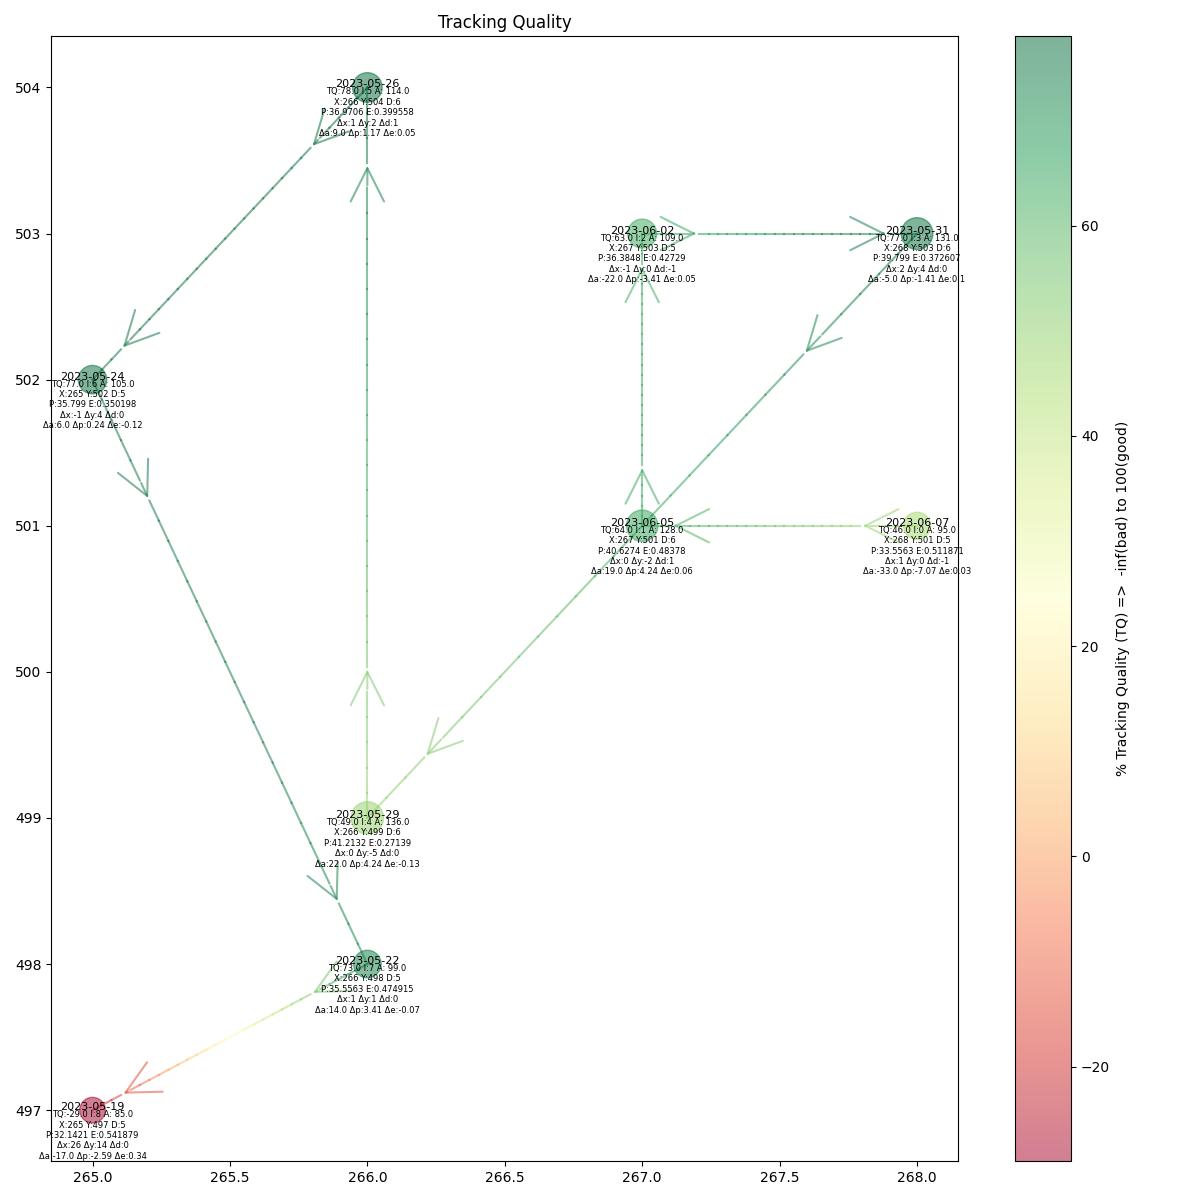 Tracking Quality
504
503
502
501
500
499
498
497
265.0
265.5
266.0
266.5
267.0
267.5
268.0
2023-05-26
TQ:78.0 I:5 A: 114.0
X:266 Y:504 D:6
P:36.9706 E:0.399558
Δx:1 Δy:2 Δd:1
Δa:9.0 Δp:1.17 Δe:0.05
2023-06-02
TQ:63.0 I:2 A: 109.0
X:267 Y:503 D:5
P:36.3848 E:0.42729
Δx:-1 Δy:0 Δd:-1
Δa:-22.0 Δp:-3.41 Δe:0.05
2023-05-31
TQ:77.0 I:3 A: 131.0
X:268 Y:503 D:6
P:39.799 E:0.372607
Δx:2 Δy:4 Δd:0
Δa:-5.0 Δp:-1.41 Δe:0.1
2023-05-24
TQ:77.0 I:6 A: 105.0
X:265 Y:502 D:5
P:35.799 E:0.350198
Δx:-1 Δy:4 Δd:0
Δa:6.0 Δp:0.24 Δe:-0.12
2023-06-05
TQ:64.0 I:1 A: 128.0
X:267 Y:501 D:6
P:40.6274 E:0.48378
Δx:0 Δy:-2 Δd:1
Δa:19.0 Δp:4.24 Δe:0.06
2023-06-07
TQ:46.0 I:0 A: 95.0
X:268 Y:501 D:5
P:33.5563 E:0.511871
Δx:1 Δy:0 Δd:-1
Δa:-33.0 Δp:-7.07 Δe:0.03
2023-05-29
TQ:49.0 I:4 A: 136.0
X:266 Y:499 D:6
P:41.2132 E:0.27139
Δx:0 Δy:-5 Δd:0
Δa:22.0 Δp:4.24 Δe:-0.13
2023-05-22
TQ:73.0 I:7 A: 99.0
X:266 Y:498 D:5
P:35.5563 E:0.474915
Δx:1 Δy:1 Δd:0
Δa:14.0 Δp:3.41 Δe:-0.07
2023-05-19
TQ:-29.0 I:8 A: 85.0
X:265 Y:497 D:5
P:32.1421 E:0.541879
Δx:26 Δy:14 Δd:0
Δa:-17.0 Δp:-2.59 Δe:0.34
60
40
20
0
−20
% Tracking Quality (TQ) => -inf(bad) to 100(good)